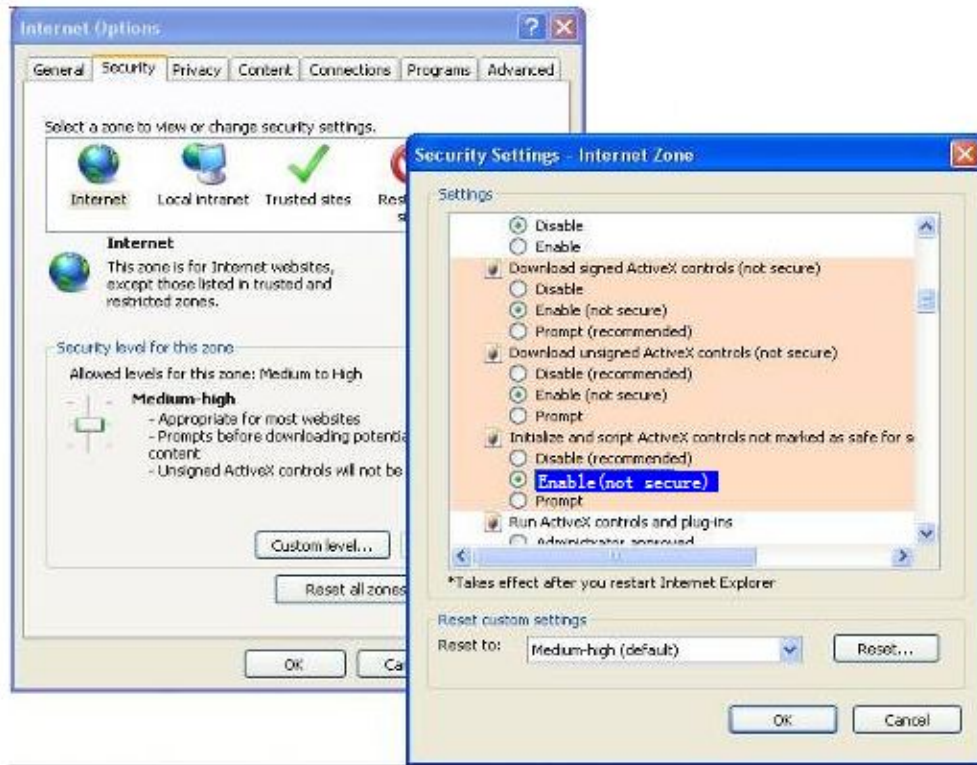 Internet Options
General Security Privacy Content Connections Programs Advanced
Select a zone to view or change security settings.
Internet Local intranet Trusted sites Rest
s
Internet
This zone is for Internet websites,
except those listed in trusted and
restricted zones.
Security level for this zone
Allowed levels for this zone: Medium to High
Medium-high
- Appropriate for most websites
- Prompts before downloading potentia
content
- Unsigned ActiveX controls will not be
Custom level...
Reset all zones
OK Ca
Security Settings - Internet Zone
Settings
Disable
Enable
Download signed ActiveX controls (not secure)
Disable
Enable (not secure)
Prompt (recommended)
Download unsigned ActiveX controls (not secure)
Disable (recommended)
Enable (not secure)
Prompt
Initialize and script ActiveX controls not marked as safe for s
Disable (recommended)
Enable(not secure)
Prompt
Run ActiveX controls and plug-ins
Administrator approved
*Takes effect after you restart Internet Explorer
Reset custom settings
Reset to: Medium-high (default) Reset...
OK Cancel